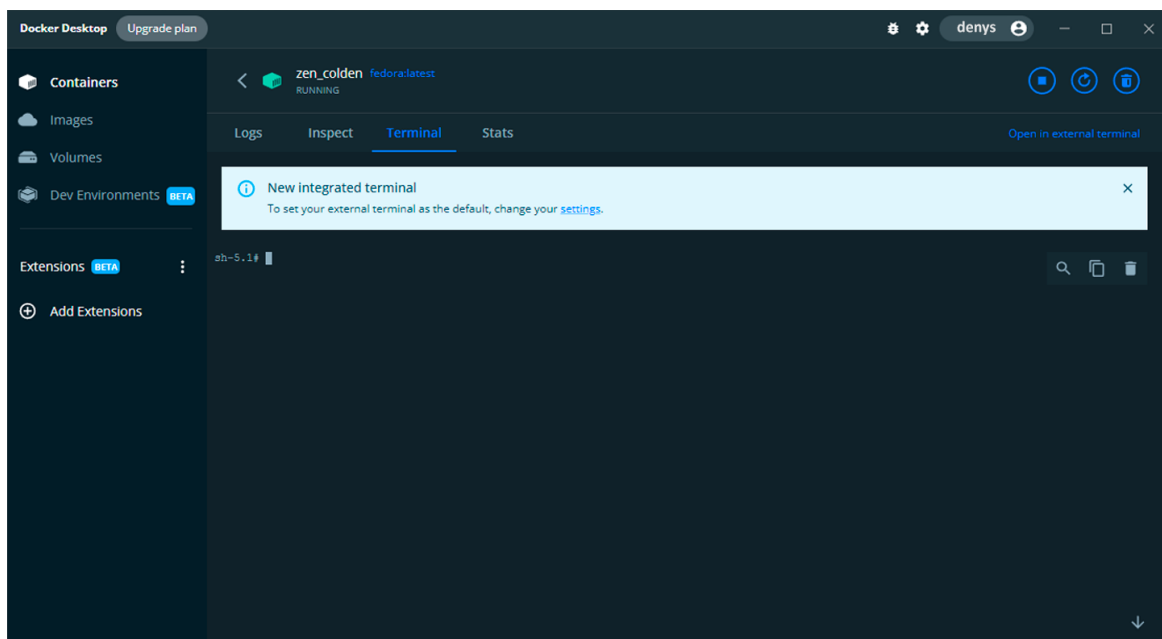 Docker Desktop Upgrade plan denys
Containers
Images
Volumes
Dev Environments BETA
Extensions BETA
Add Extensions
zen_colden fedora:latest
RUNNING
Logs Inspect Terminal Stats Open in external terminal
New integrated terminal
To set your external terminal as the default, change your settings.
sh-5.1#